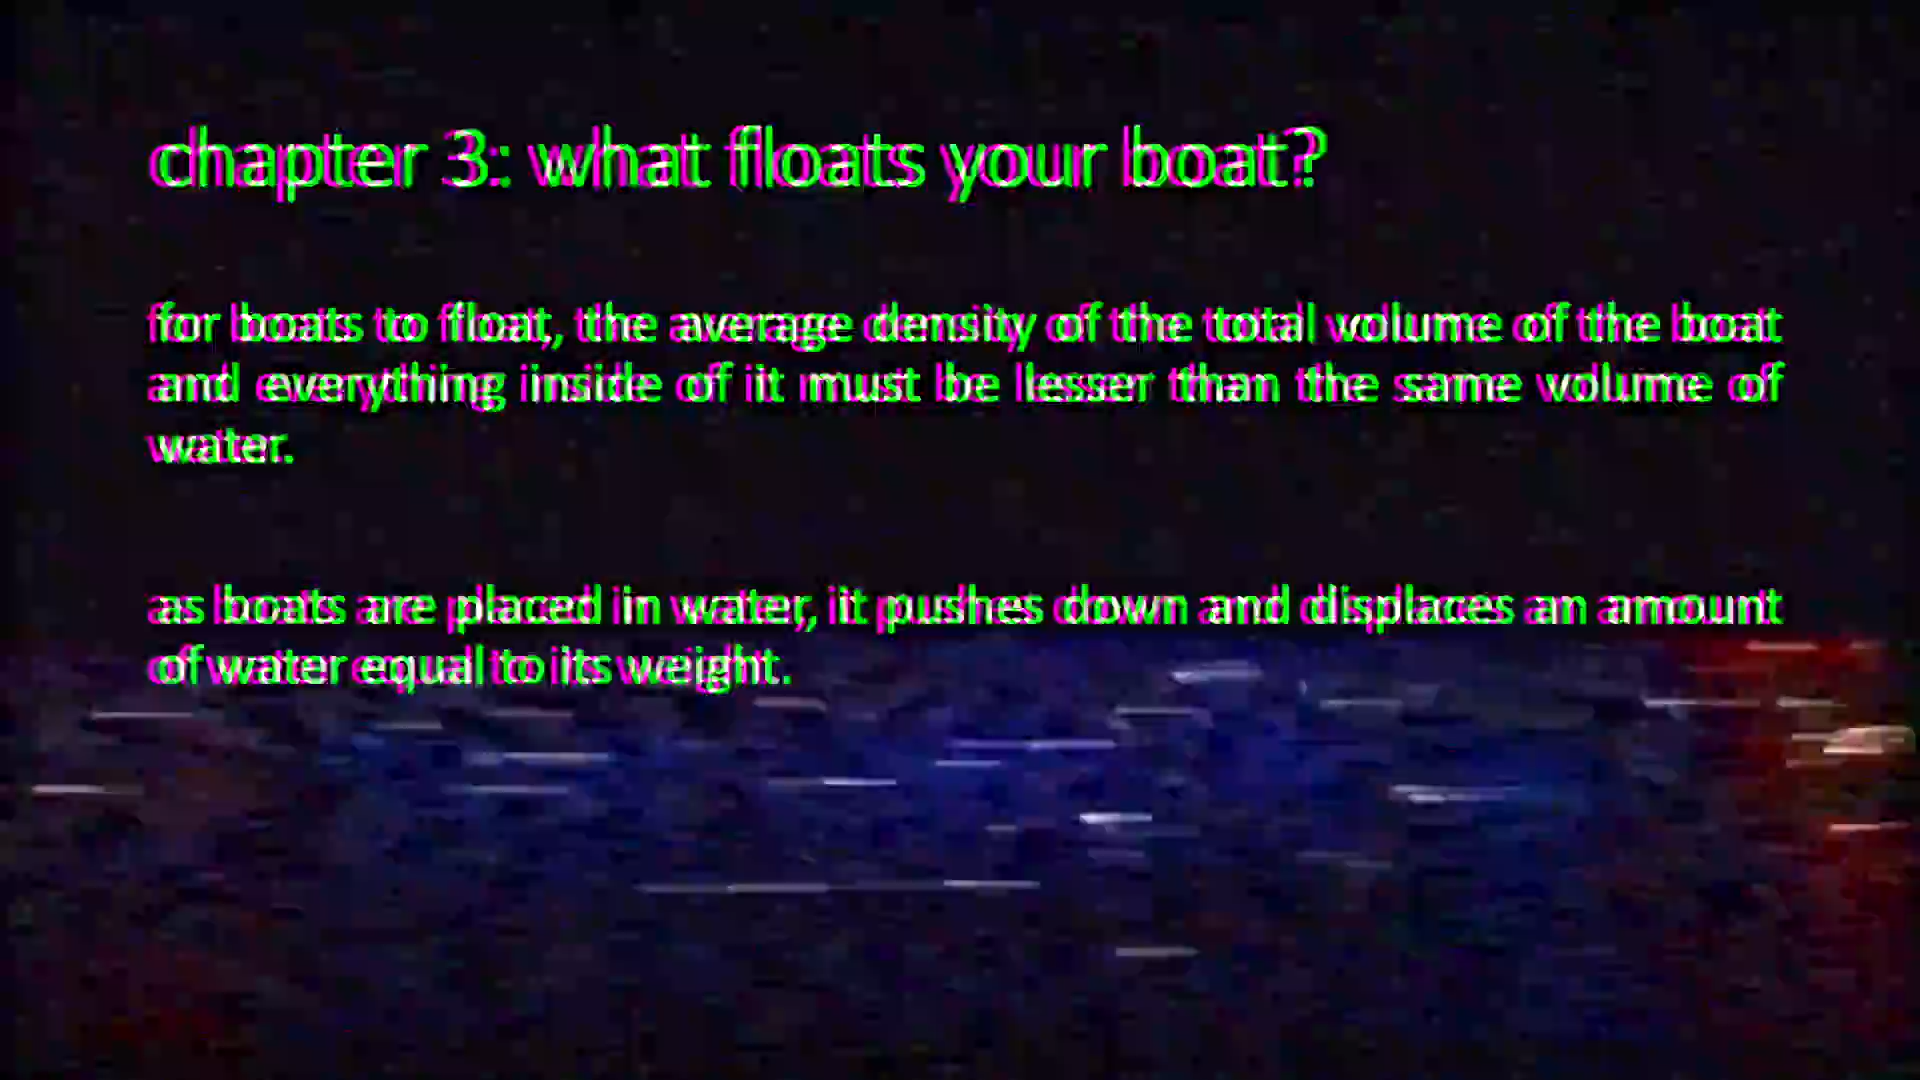 chapter 3: what floats your boat?
for boats to float, the average density of the total volume of the boat
and everything inside of it must be lesser than the same volume of
water.
as boats are placed in water, it pushes down and displaces an amount
of water equal to its weight.